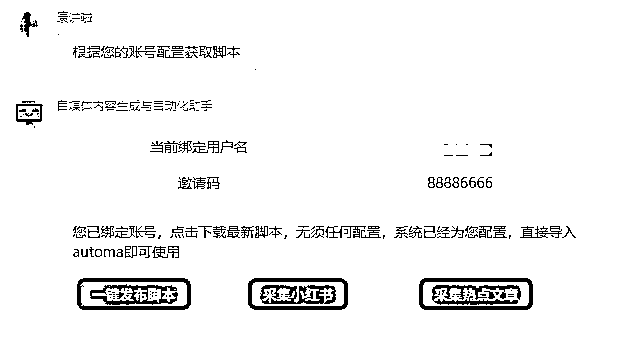 根据您的账号配置获取脚本
自媒体内容生成与自动化助手
当前绑定用户名
邀请码 88886666
您已绑定账号，点击下载最新脚本，无须任何配置，系统已经为您配置，直接导入
automa即可使用
一键发布脚本 采集小红书 采集热点文章